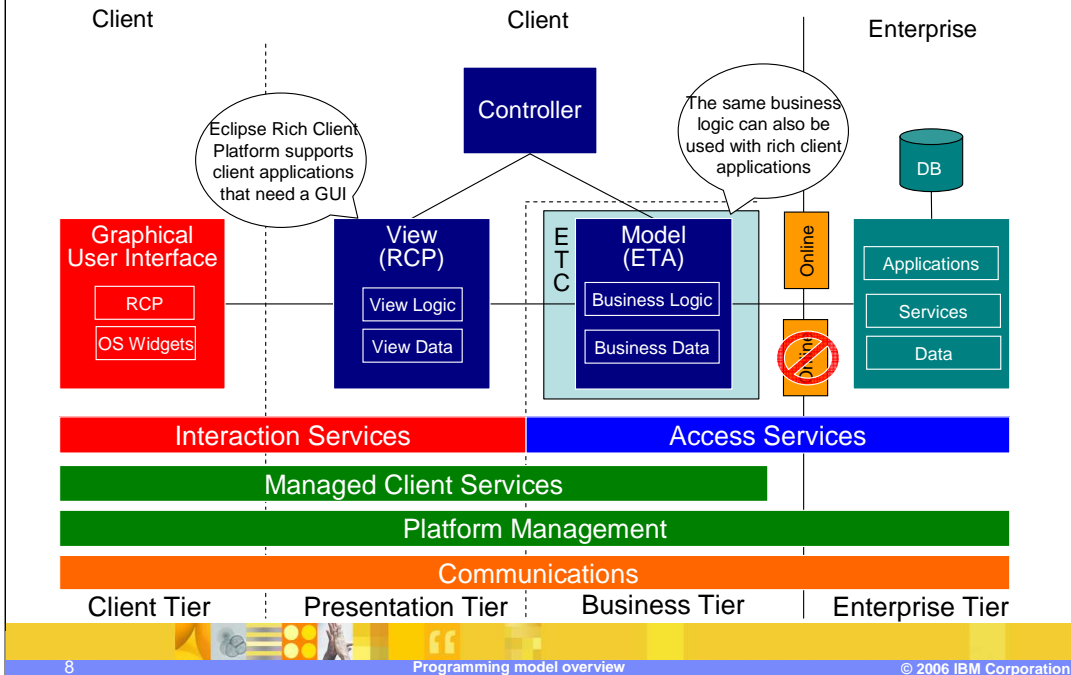 Client
Client
Enterprise
Controller
Eclipse Rich Client
Platform supports
client applications
that need a GUI
The same business
logic can also be
used with rich client
applications
DB
Graphical
User Interface
RCP
OS Widgets
View
(RCP)
View Logic
View Data
E
T
C
Model
(ETA)
Business Logic
Business Data
Online
Online
Applications
Services
Data
Interaction Services
Access Services
Managed Client Services
Platform Management
Communications
Client Tier
Presentation Tier
Business Tier
Enterprise Tier
8
Programming model overview
© 2006 IBM Corporation